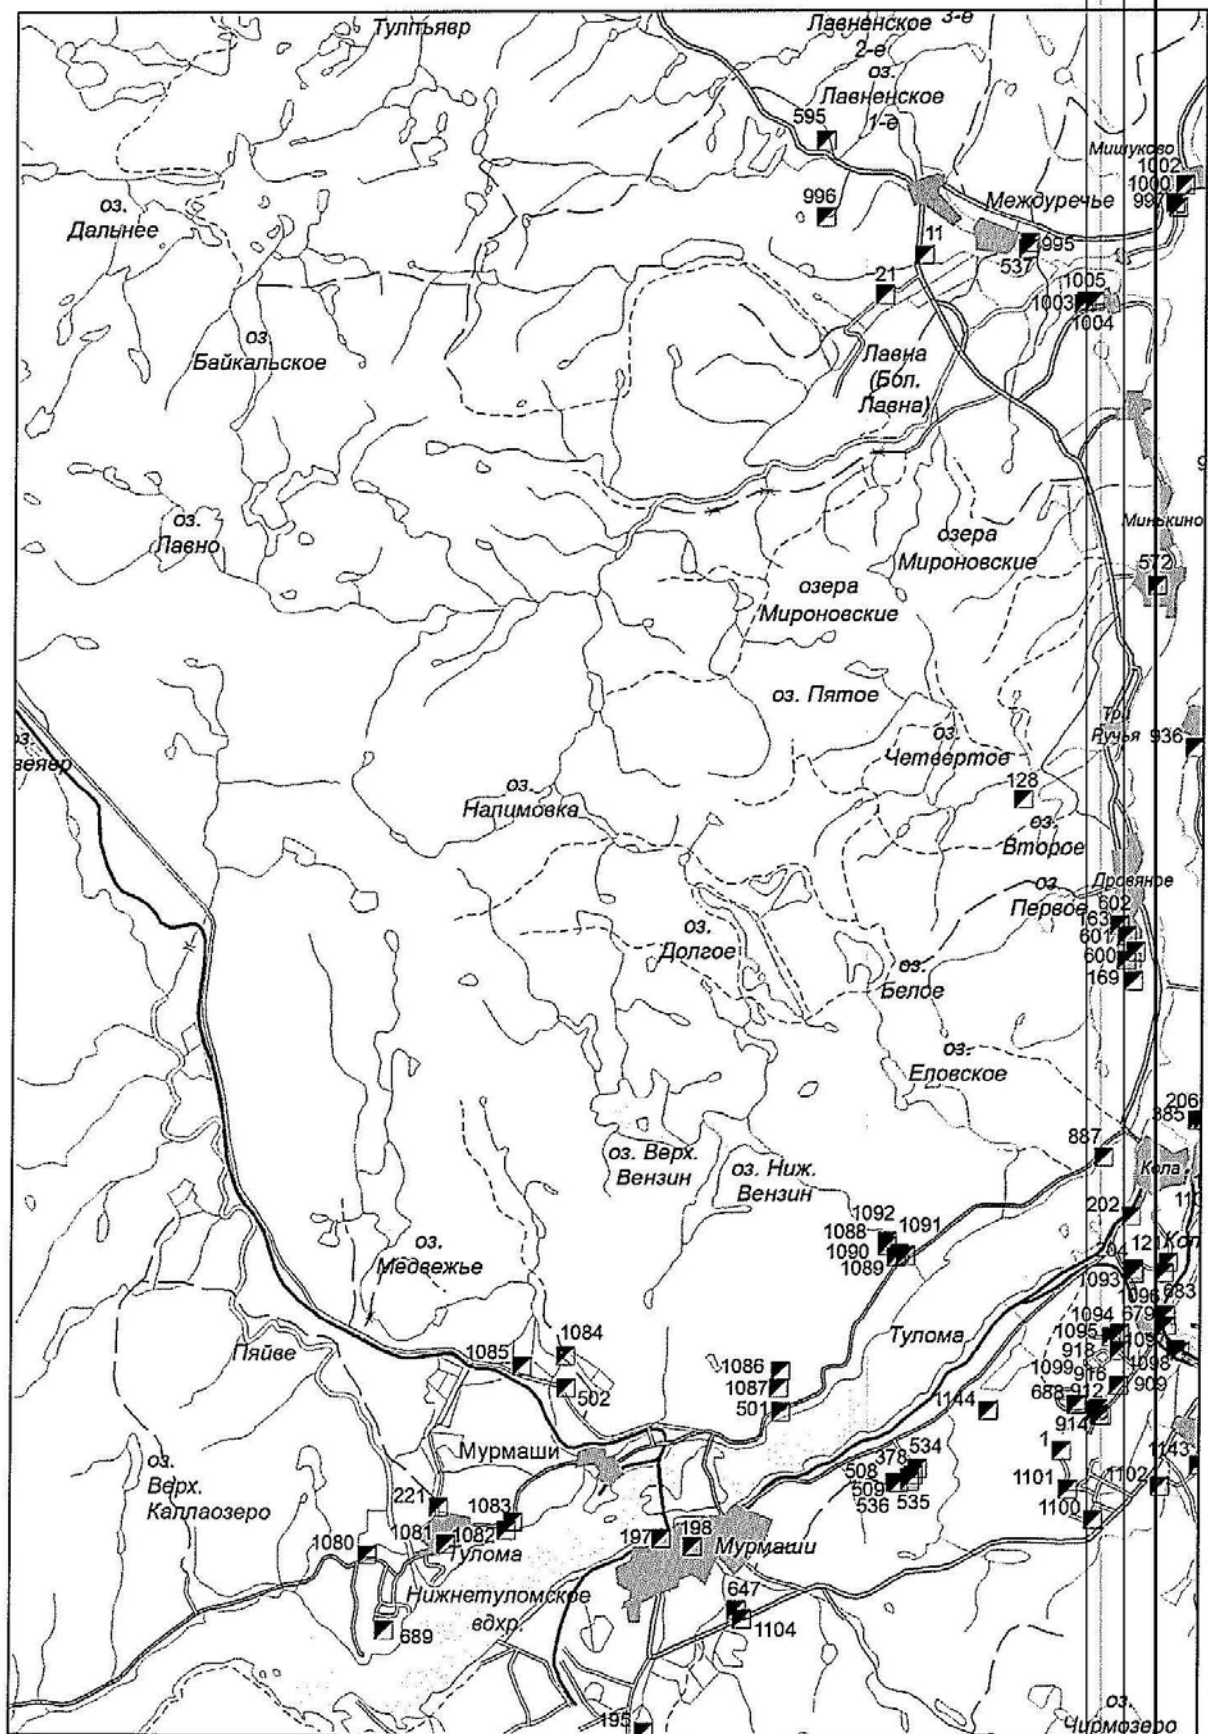 Тулпъявр
Лавненское 3-е
2-е
оз.
Лавненское
1-е
595
Мишуково
1002
1000
997
996
Междуречье
оз.
Дальнее
11
995
537
21
1005
1003
1004
оз.
Байкальское
Лавна
(Бол.
Лавна)
оз.
Лавно
Минькино
озера
Мироновские
572
озера
Мироновские
оз. Пятое
Три
Ручья
936
оз.
Четвертое
128
оз.
Налимовка
оз.
Второе
Дровяное
оз.
Первое
602
163
601
600
169
оз.
Долгое
оз.
Белое
оз.
Еловское
206
385
887
Кола
оз. Верх.
Вензин
оз. Ниж.
Вензин
202
1092
1088
1091
1090
1089
оз.
Медвежье
204
121
1093
683
1096
679
Тулома
1094
1095
1097
918
1098
1099
916
909
688
912
914
Пяйве
1084
1085
502
1086
1087
501
1144
1
1143
1101
1102
1100
Мурмаши
оз.
Верх.
Каллаозеро
534
378
508
509
536
535
221
1083
1081
1082
1080
Тулома
197
198
Мурмаши
Нижнетуломское
вдхр.
647
689
1104
195
оз.
Чирмозеро